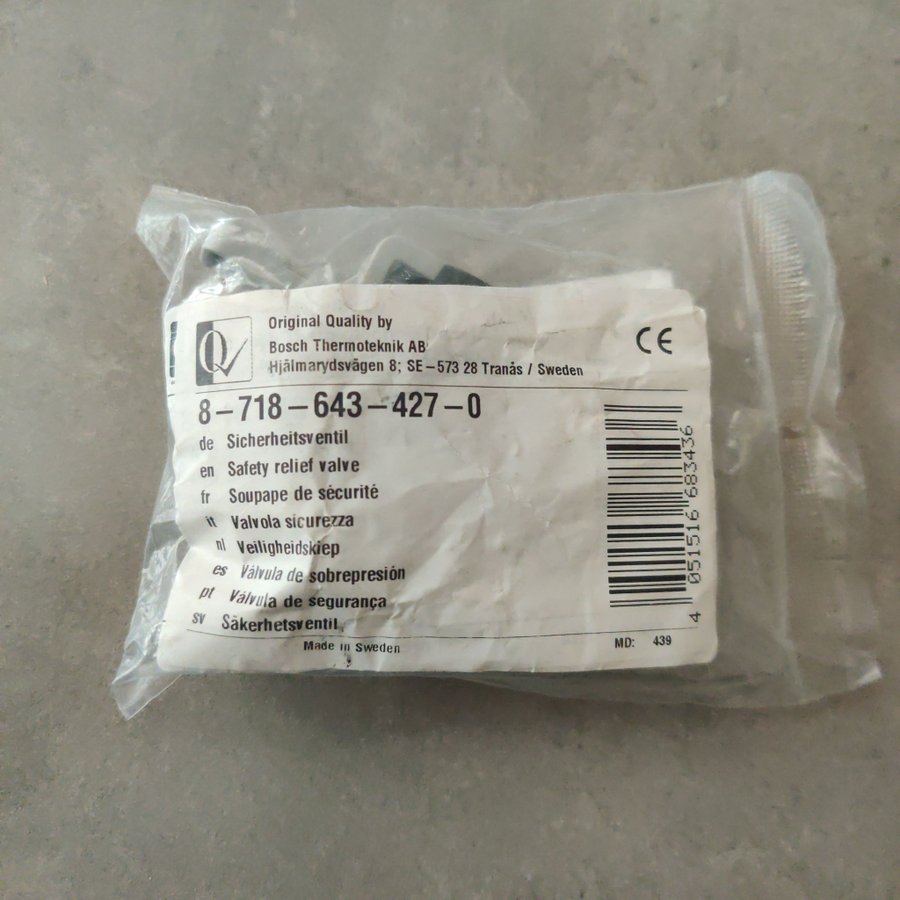 Q
Original Quality by
Bosch Thermoteknik AB
Hjälmarydsvägen 8; SE-573 28 Tranås / Sweden
CE
8-718-643-427-0
de Sicherheitsventil
en Safety relief valve
fr Soupape de sécurité
it Valvola sicurezza
nl Veiligheidsklep
es Válvula de sobrepresión
pt Válvula de segurança
sv Säkerhetsventil
Made in Sweden
MD: 439
4 051516 683436